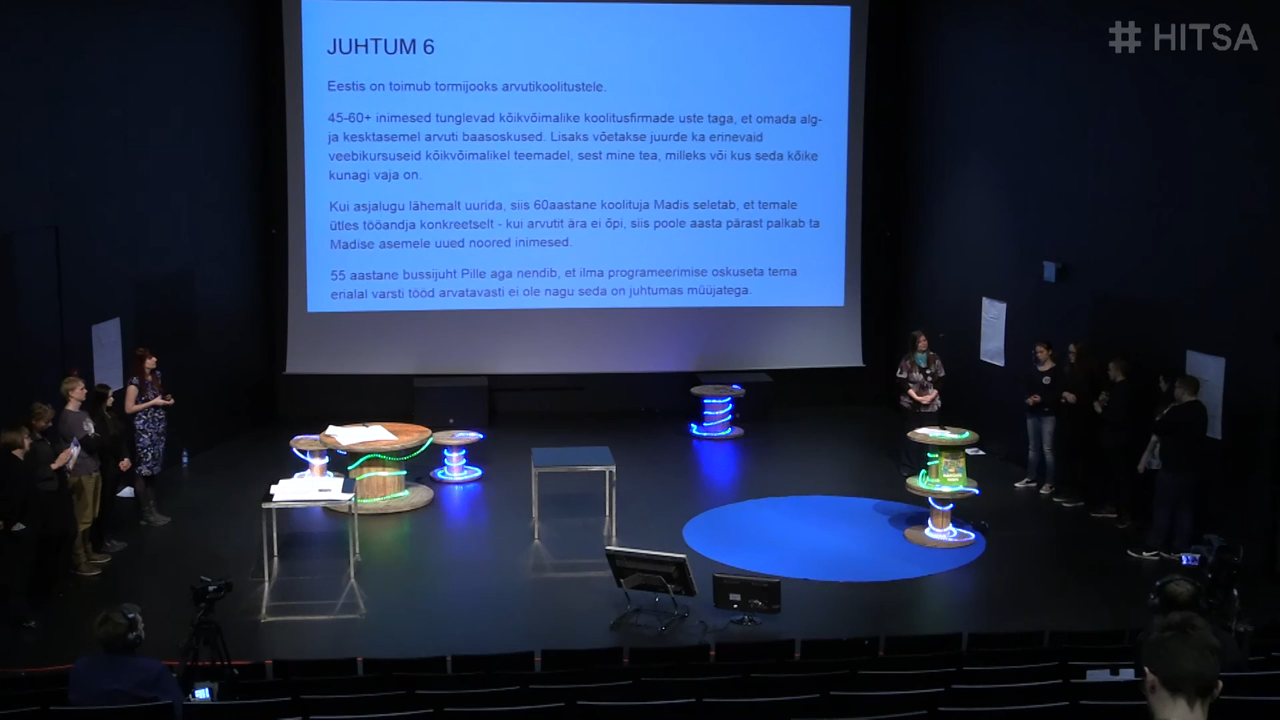 # HITSA
JUHTUM 6
Eestis on toimub tormijooks arvutikoolitustele.
45-60+ inimesed tunglevad kõikvõimalike koolitusfirmade uste taga, et omada alg-
ja kesktasemel arvuti baasoskused. Lisaks võetakse juurde ka erinevaid
veebikursuseid kõikvõimalikel teemadel, sest mine tea, milleks või kus seda kõike
kunagi vaja on.
Kui asjalugu lähemalt uurida, siis 60aastane koolituja Madis seletab, et temale
ütles tööandja konkreetselt - kui arvutit ära ei õpi, siis poole aasta pärast palkab ta
Madise asemele uued noored inimesed.
55 aastane bussijuht Pille aga nendib, et ilma programeerimise oskuseta tema
erialal varsti tööd arvatavasti ei ole nagu seda on juhtumas müüjatega.